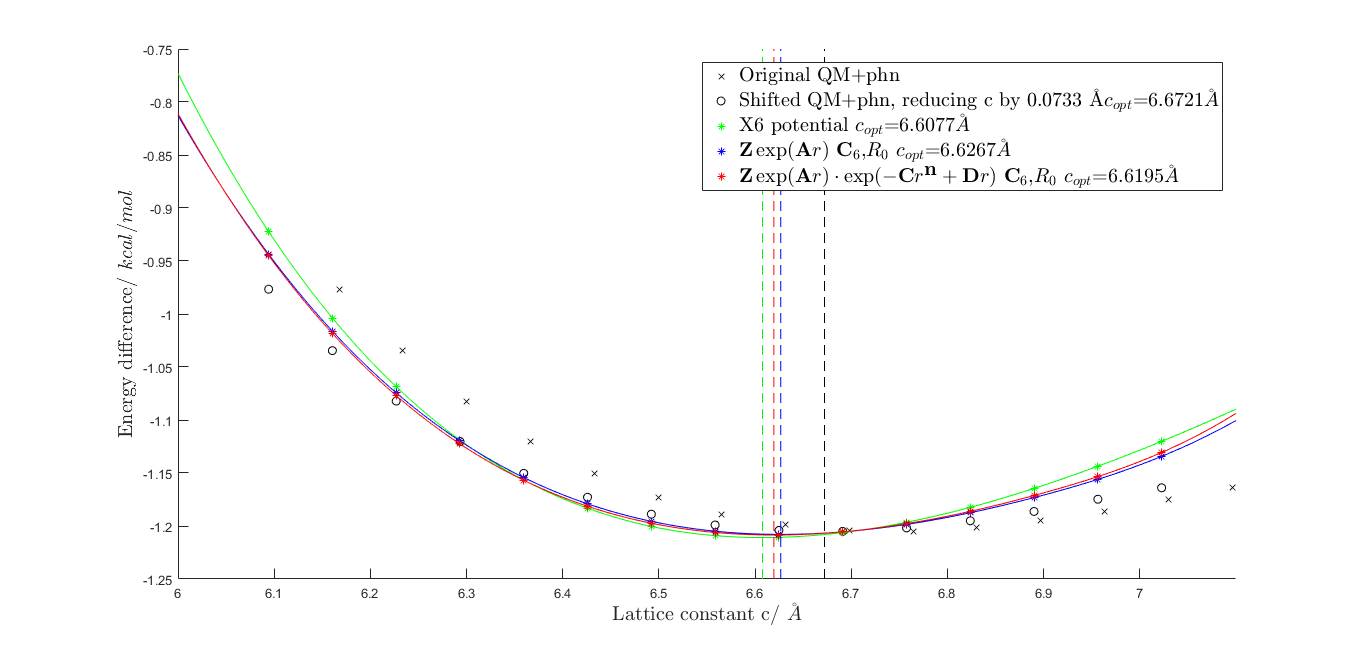 -0.75
-0.8
-0.85
-0.9
-0.95
-1
-1.05
-1.1
-1.15
-1.2
-1.25
Energy difference/ kcal/mol
Original QM+phn
Shifted QM+phn, reducing c by 0.0733 Åc_opt=6.6721Å
X6 potential c_opt=6.6077Å
Z exp(Ar) C_6,R_0 c_opt=6.6267Å
Z exp(Ar) · exp(−Cr^n + Dr) C_6,R_0 c_opt=6.6195Å
6 6.1 6.2 6.3 6.4 6.5 6.6 6.7 6.8 6.9 7
Lattice constant c/ Å